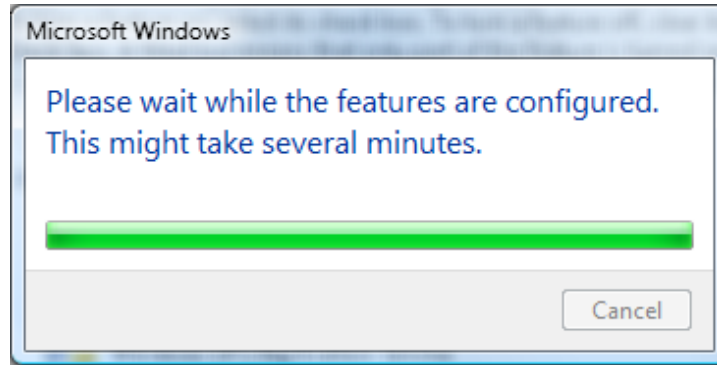 Microsoft Windows
Please wait while the features are configured.
This might take several minutes.
Cancel